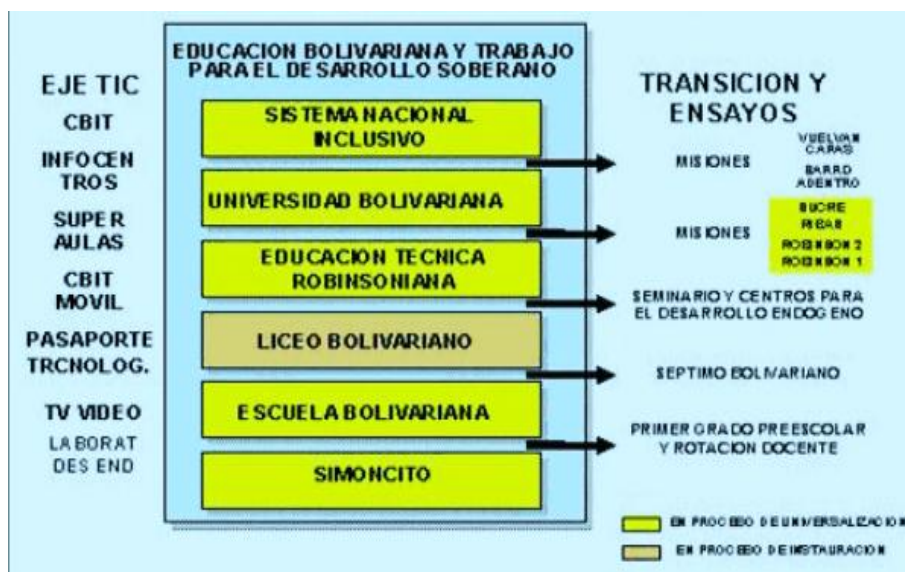 EJE TIC
CBIT
INFOCEN
TROS
SUPER
AULAS
CBIT
MOVIL
PASAPORTE
TRCNOLOG.
TV VIDEO
LABORAT
DES END
EDUCACION BOLIVARIANA Y TRABAJO
PARA EL DESARROLLO SOBERANO
SISTEMA NACIONAL
INCLUSIVO
UNIVERSIDAD BOLIVARIANA
EDUCACION TECNICA
ROBINSONIANA
LICEO BOLIVARIANO
ESCUELA BOLIVARIANA
SIMONCITO
TRANSICION Y
ENSAYOS
MISIONES
VUELVAN
CARAS
BARRO
ADENTRO
MISIONES
SUCRE
RIBAS
ROBINSON 2
ROBINSON 1
SEMINARIO Y CENTROS PARA
EL DESARROLLO ENDOGENO
SEPTIMO BOLIVARIANO
PRIMER GRADO PREESCOLAR
Y ROTACION DOCENTE
EN PROCESO DE UNIVERSALIZACION
EN PROCESO DE INSTAURACION